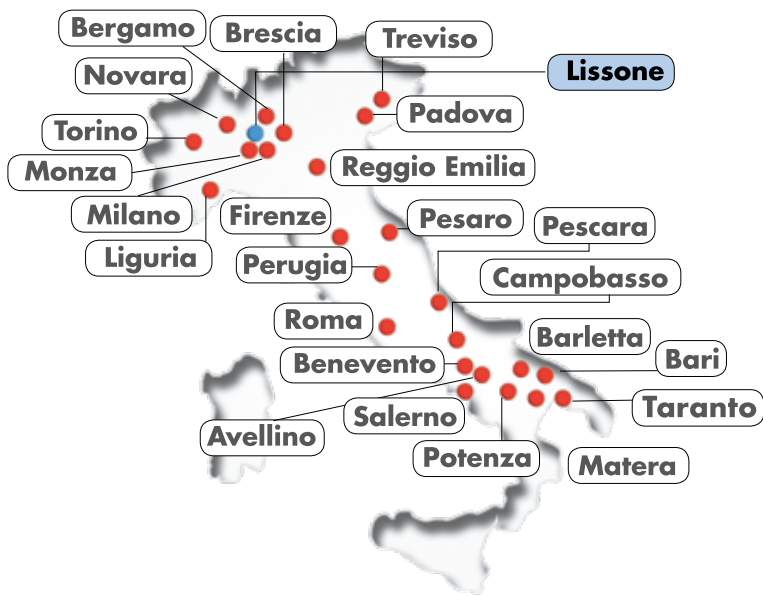 Bergamo
Brescia
Treviso
Lissone
Novara
Padova
Torino
Monza
Reggio Emilia
Milano
Firenze
Pesaro
Pescara
Liguria
Perugia
Campobasso
Roma
Barletta
Benevento
Bari
Salerno
Taranto
Avellino
Potenza
Matera